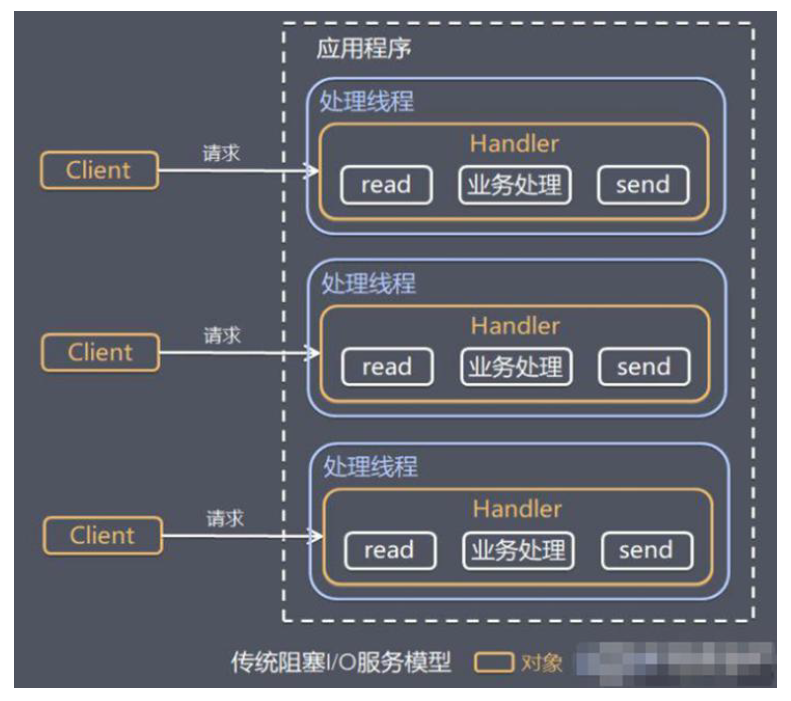 应用程序
处理线程
Handler
Client
请求
read
业务处理
send
处理线程
Handler
Client
请求
read
业务处理
send
处理线程
Handler
Client
请求
read
业务处理
send
传统阻塞I/O服务模型
对象